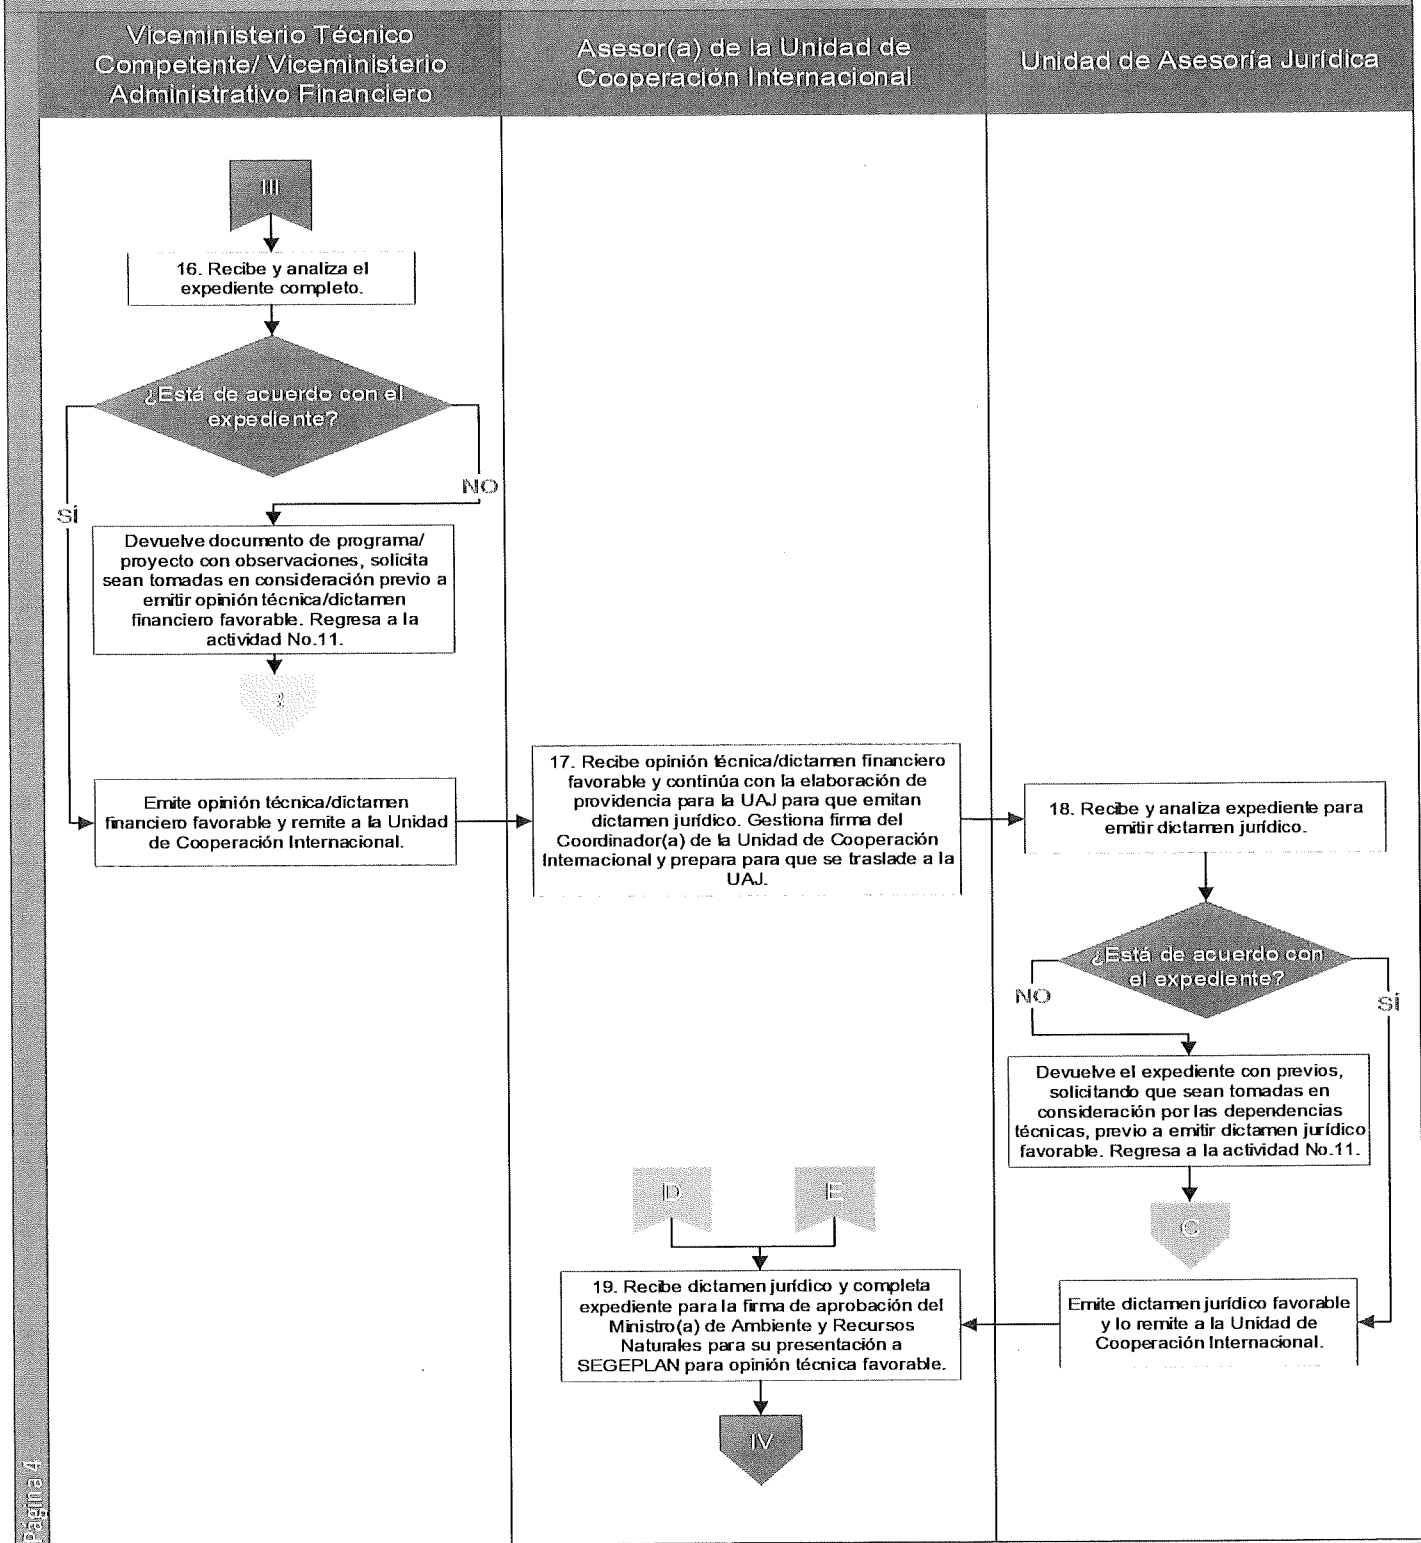 Viceministerio Técnico
Competente/ Viceministerio
Administrativo Financiero
Asesor(a) de la Unidad de
Cooperación Internacional
Unidad de Asesoría Jurídica
III
16. Recibe y analiza el
expediente completo.
¿Está de acuerdo con el
expediente?
SÍ
NO
Devuelve documento de programa/
proyecto con observaciones, solicita
sean tomadas en consideración previo a
emitir opinión técnica/dictamen
financiero favorable. Regresa a la
actividad No.11.
Emite opinión técnica/dictamen
financiero favorable y remite a la Unidad
de Cooperación Internacional.
17. Recibe opinión técnica/dictamen financiero
favorable y continúa con la elaboración de
providencia para la UAJ para que emitan
dictamen jurídico. Gestiona firma del
Coordinador(a) de la Unidad de Cooperación
Internacional y prepara para que se traslade a la
UAJ.
18. Recibe y analiza expediente para
emitir dictamen jurídico.
¿Está de acuerdo con
el expediente?
NO
SÍ
Devuelve el expediente con previos,
solicitando que sean tomadas en
consideración por las dependencias
técnicas, previo a emitir dictamen jurídico
favorable. Regresa a la actividad No.11.
C
D
E
19. Recibe dictamen jurídico y completa
expediente para la firma de aprobación del
Ministro(a) de Ambiente y Recursos
Naturales para su presentación a
SEGEPLAN para opinión técnica favorable.
Emite dictamen jurídico favorable
y lo remite a la Unidad de
Cooperación Internacional.
IV
Página 4